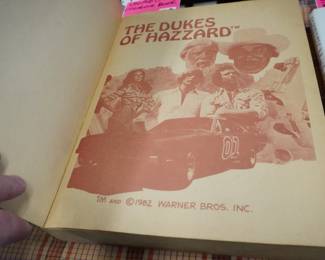 THE DUKES
OF HAZZARD™
01
TM AND ©1982 WARNER BROS. INC.